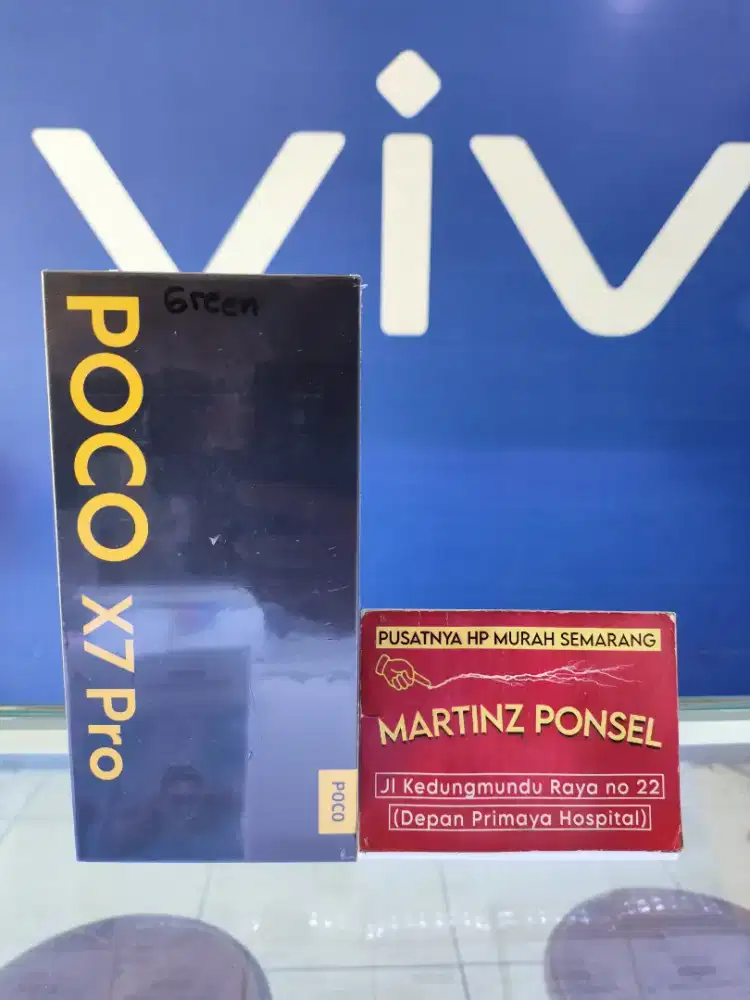 viv
Green
POCO X7 Pro
POCO
PUSATNYA HP MURAH SEMARANG
MARTINZ PONSEL
Jl Kedungmundu Raya no 22
(Depan Primaya Hospital)